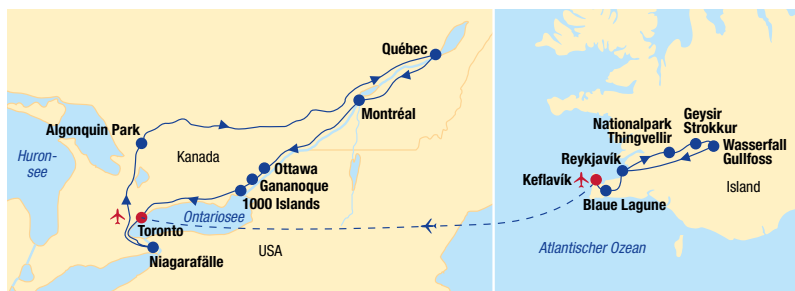 Québec
Montréal
Algonquin Park
Huron-
see
Kanada
Ottawa
Gananoque
1000 Islands
Ontariosee
Toronto
USA
Niagarafälle
Geysir
Strokkur
Nationalpark
Thingvellir
Wasserfall
Gullfoss
Reykjavík
Keflavík
Island
Blaue Lagune
Atlantischer Ozean